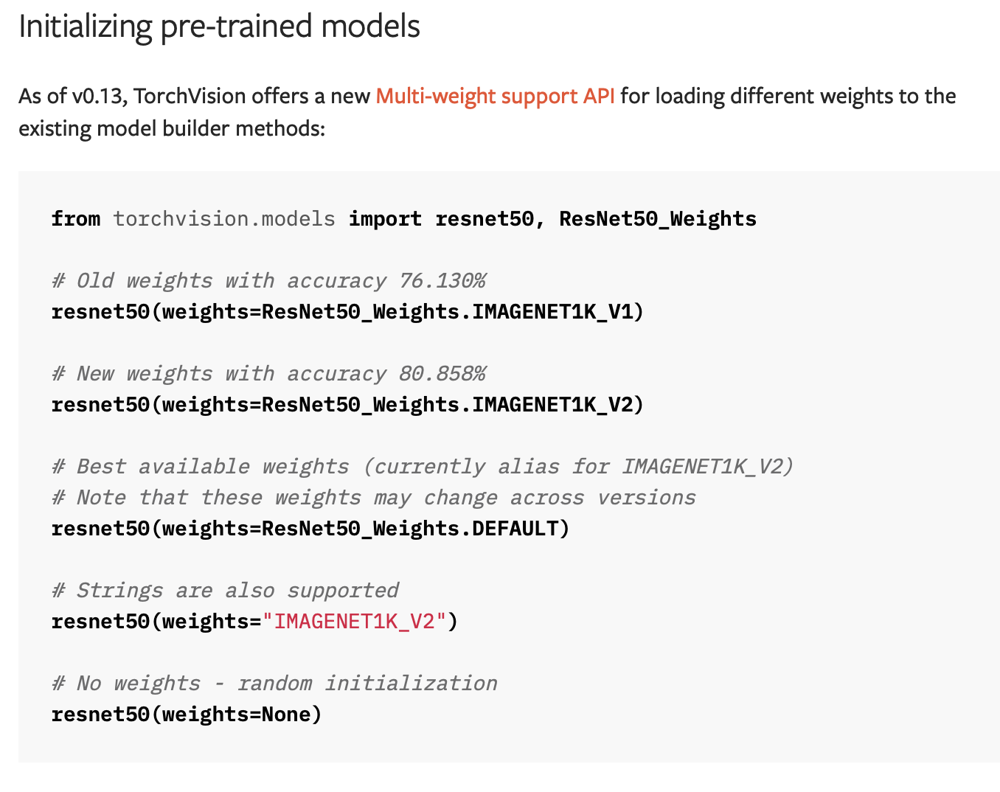 Initializing pre-trained models
As of v0.13, TorchVision offers a new Multi-weight support API for loading different weights to the
existing model builder methods:
from torchvision.models import resnet50, ResNet50_Weights
# Old weights with accuracy 76.130%
resnet50(weights=ResNet50_Weights.IMAGENET1K_V1)
# New weights with accuracy 80.858%
resnet50(weights=ResNet50_Weights.IMAGENET1K_V2)
# Best available weights (currently alias for IMAGENET1K_V2)
# Note that these weights may change across versions
resnet50(weights=ResNet50_Weights.DEFAULT)
# Strings are also supported
resnet50(weights="IMAGENET1K_V2")
# No weights - random initialization
resnet50(weights=None)